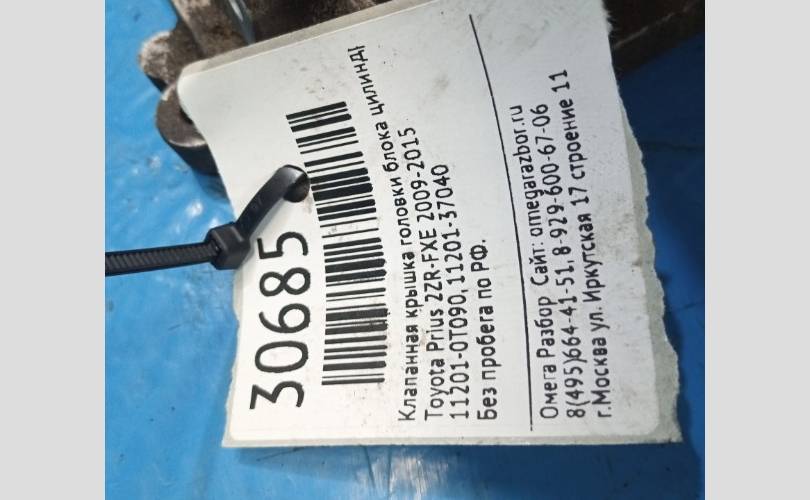 30685
Клапанная крышка головки блока цилинд
Toyota Prius 2ZR-FXE 2009-2015
11201-0T090, 11201-37040
Без пробега по РФ.
Омега Разбор Сайт: omegarazbor.ru
8(495)664-41-51, 8-929-600-67-06
г.Москва ул. Иркутская 17 строение 11